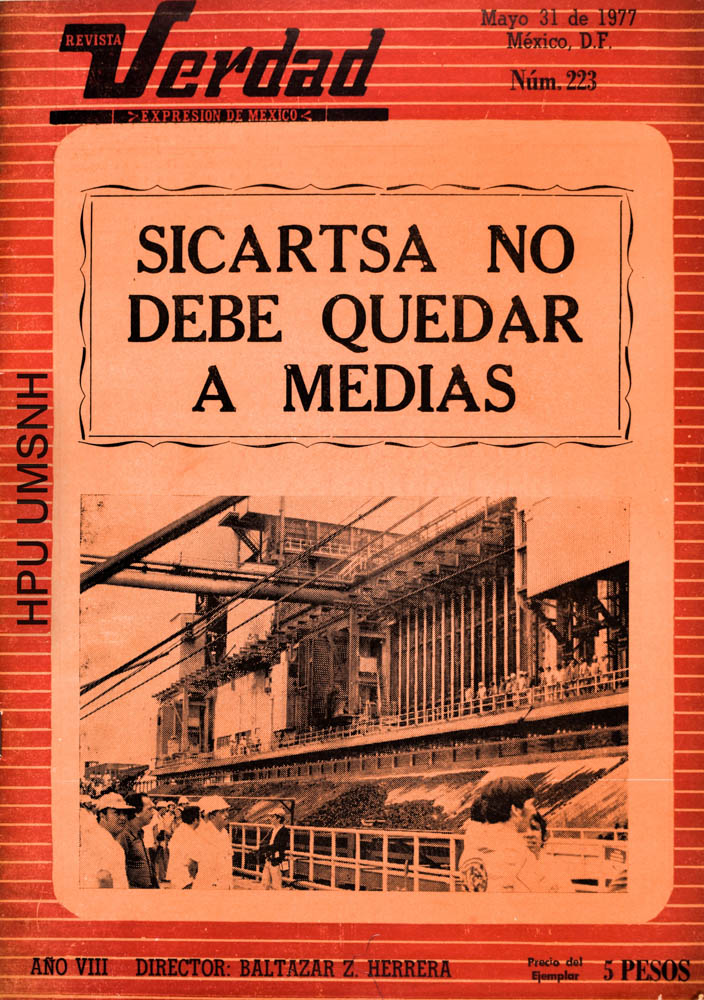 REVISTA
Verdad
>EXPRESION DE MEXICO<
Mayo 31 de 1977
México, D.F.
Núm. 223
SICARTSA NO
DEBE QUEDAR
A MEDIAS
HPU UMSNH
AÑO VIII DIRECTOR: BALTAZAR Z. HERRERA
Precio del
Ejemplar
5 PESOS